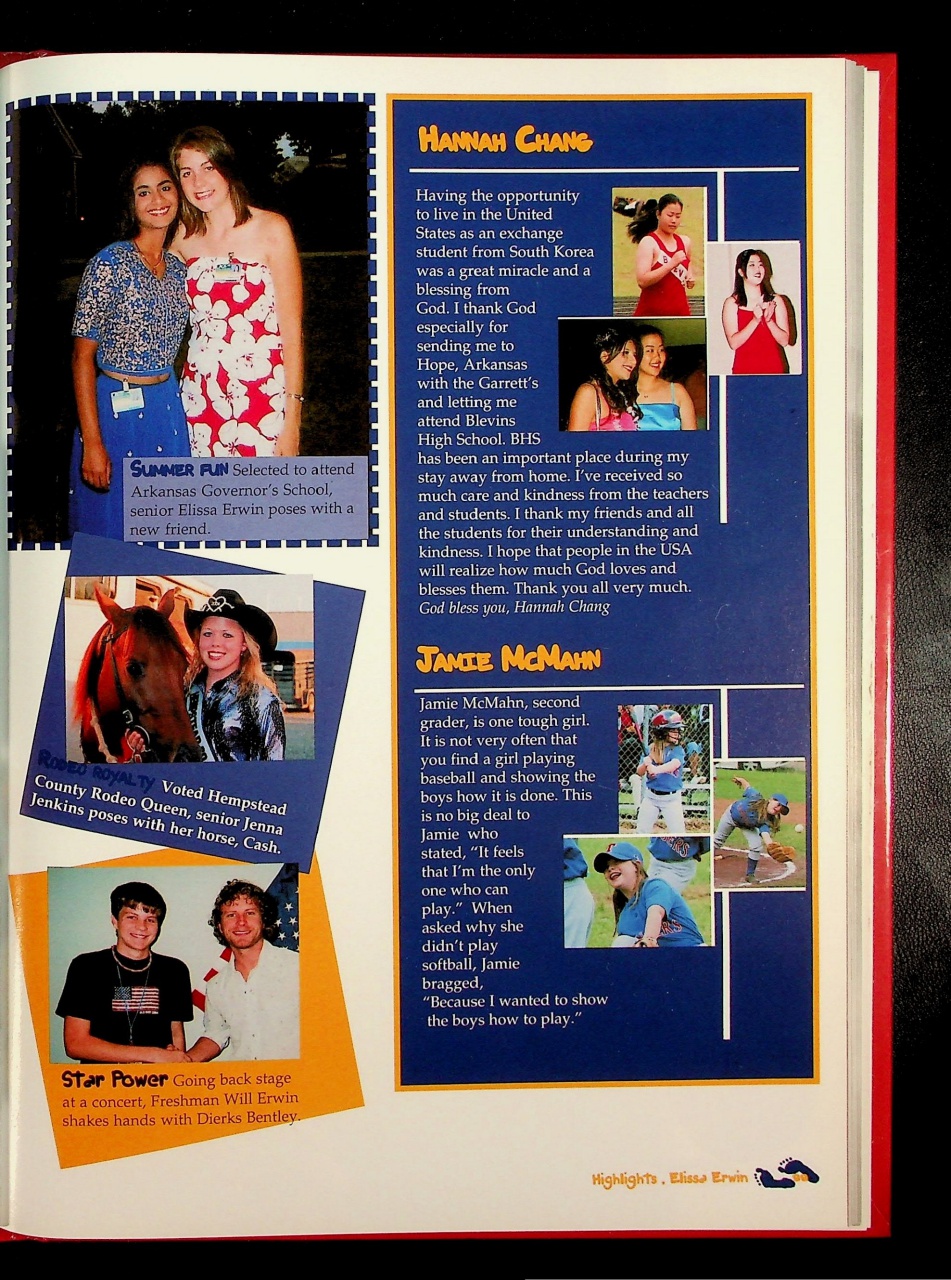 SUMMER FUN Selected to attend
Arkansas Governor's School,
senior Elissa Erwin poses with a
new friend.
RODEO ROYALTY Voted Hempstead
County Rodeo Queen, senior Jenna
Jenkins poses with her horse, Cash.
Star Power Going back stage
at a concert, Freshman Will Erwin
shakes hands with Dierks Bentley.
HANNAH CHANG
Having the opportunity
to live in the United
States as an exchange
student from South Korea
was a great miracle and a
blessing from
God. I thank God
especially for
sending me to
Hope, Arkansas
with the Garrett's
and letting me
attend Blevins
High School. BHS
has been an important place during my
stay away from home. I've received so
much care and kindness from the teachers
and students. I thank my friends and all
the students for their understanding and
kindness. I hope that people in the USA
will realize how much God loves and
blesses them. Thank you all very much.
God bless you, Hannah Chang
JAMIE MCMAHN
Jamie McMahn, second
grader, is one tough girl.
It is not very often that
you find a girl playing
baseball and showing the
boys how it is done. This
is no big deal to
Jamie who
stated, "It feels
that I'm the only
one who can
play." When
asked why she
didn't play
softball, Jamie
bragged,
"Because I wanted to show
the boys how to play."
Highlights . Elissa Erwin